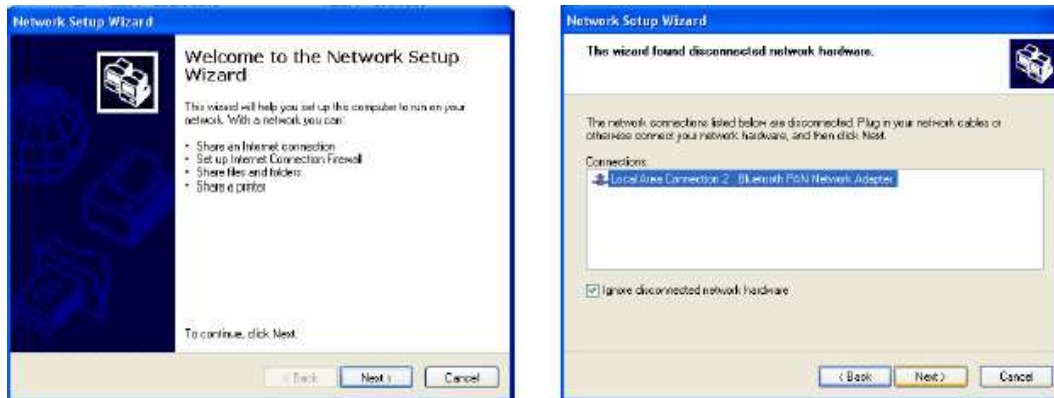 Network Setup Wizard
Welcome to the Network Setup
Wizard
This wizard will help you set up this computer to run on your
network. With a network you can:
• Share an Internet connection
• Set up Internet Connection Firewall
• Share files and folders
• Share a printer
To continue, click Next.
< Back Next > Cancel
Network Setup Wizard
The wizard found disconnected network hardware.
The network connections listed below are disconnected. Plug in your network cables or
otherwise connect your network hardware, and then click Next.
Connections:
Local Area Connection 2 Bluetooth PAN Network Adapter
Ignore disconnected network hardware
< Back Next > Cancel